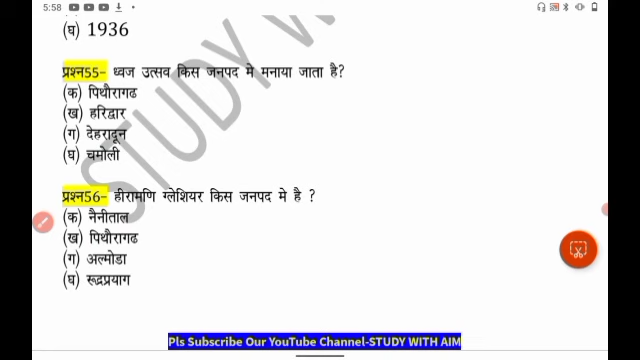 5:58
(घ) 1936
प्रश्न55- ध्वज उत्सव किस जनपद मे मनाया जाता है?
(क) पिथौरागढ
(ख) हरिद्वार
(ग) देहरादून
(घ) चमोली
प्रश्न56- हीरामणि ग्लेशियर किस जनपद मे है ?
(क) नैनीताल
(ख) पिथौरागढ
(ग) अल्मोडा
(घ) रूद्रप्रयाग
STUDY W
Pls Subscribe Our YouTube Channel-STUDY WITH AIM